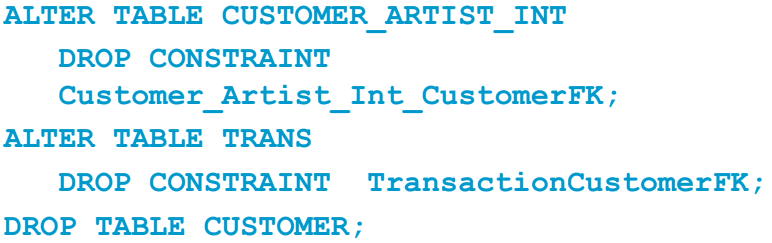 ALTER TABLE CUSTOMER_ARTIST_INT
DROP CONSTRAINT
Customer_Artist_Int_CustomerFK;
ALTER TABLE TRANS
DROP CONSTRAINT TransactionCustomerFK;
DROP TABLE CUSTOMER;